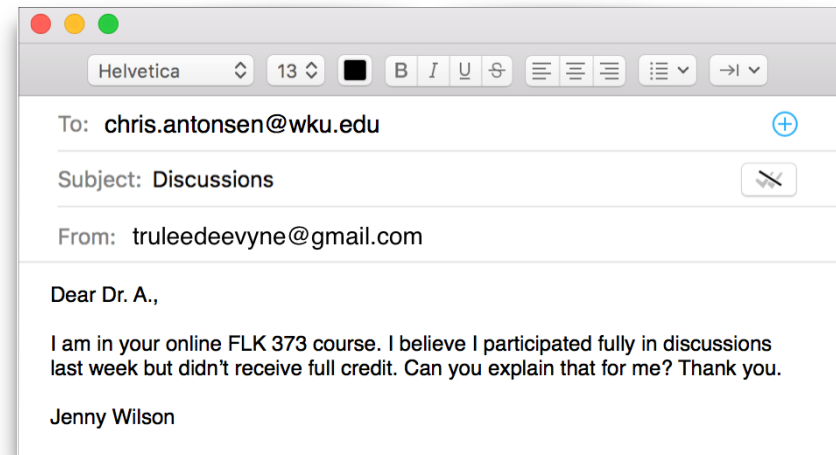 Helvetica 13 B I U S
To: chris.antonsen@wku.edu
Subject: Discussions
From: truleedeevyne@gmail.com
Dear Dr. A.,
I am in your online FLK 373 course. I believe I participated fully in discussions
last week but didn’t receive full credit. Can you explain that for me? Thank you.
Jenny Wilson